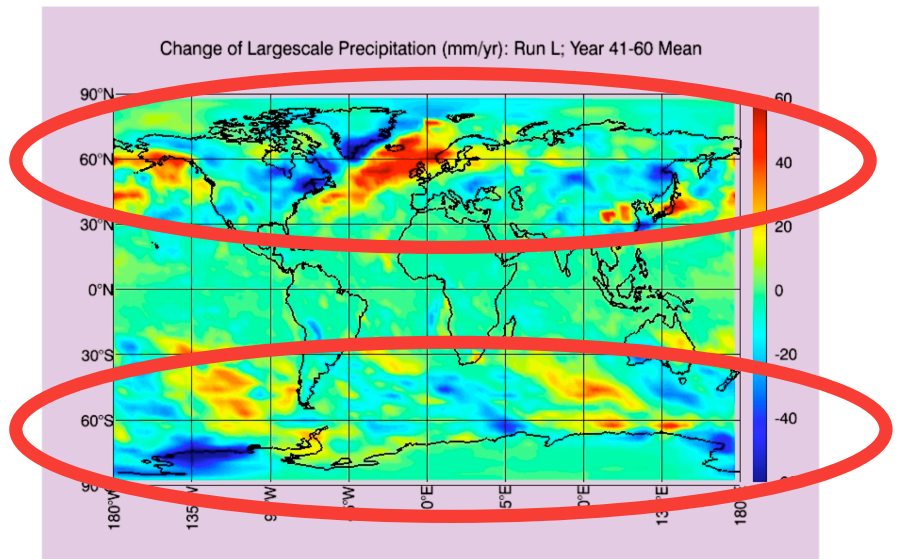 Change of Largescale Precipitation (mm/yr): Run L; Year 41-60 Mean
90°N
60
60°N
40
30°N
20
0°N
0
30°S
-20
60°S
-40
180°W
135°W
0°E
180°